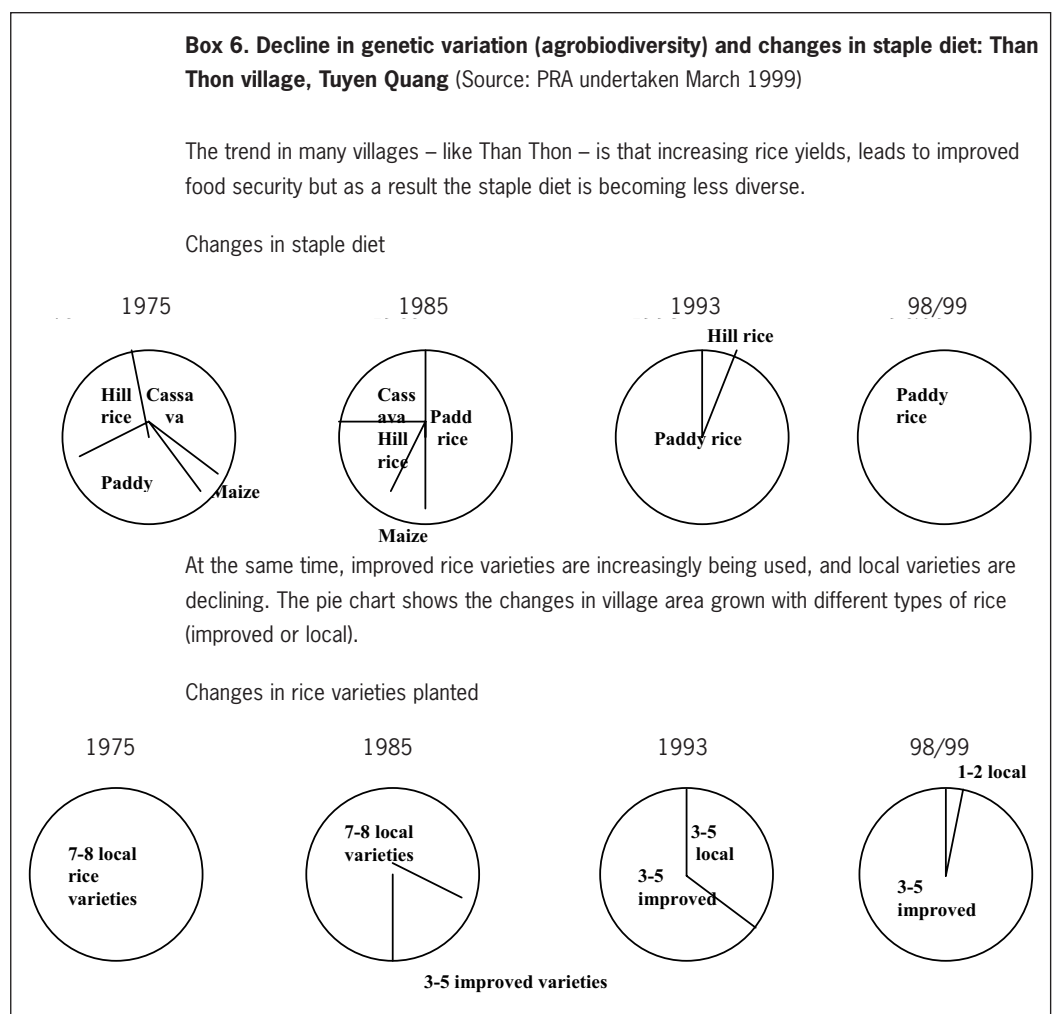 Box 6. Decline in genetic variation (agrobiodiversity) and changes in staple diet: Than
Thon village, Tuyen Quang (Source: PRA undertaken March 1999)
The trend in many villages – like Than Thon – is that increasing rice yields, leads to improved
food security but as a result the staple diet is becoming less diverse.
Changes in staple diet
1975
1985
1993
98/99
Hill
rice
Cassa
va
Paddy
Maize
Cass
ava
Hill
rice
Padd
rice
Maize
Hill rice
Paddy rice
Paddy
rice
At the same time, improved rice varieties are increasingly being used, and local varieties are
declining. The pie chart shows the changes in village area grown with different types of rice
(improved or local).
Changes in rice varieties planted
1975
1985
1993
98/99
7-8 local
rice
varieties
7-8 local
varieties
3-5 improved varieties
3-5
local
3-5
improved
1-2 local
3-5
improved